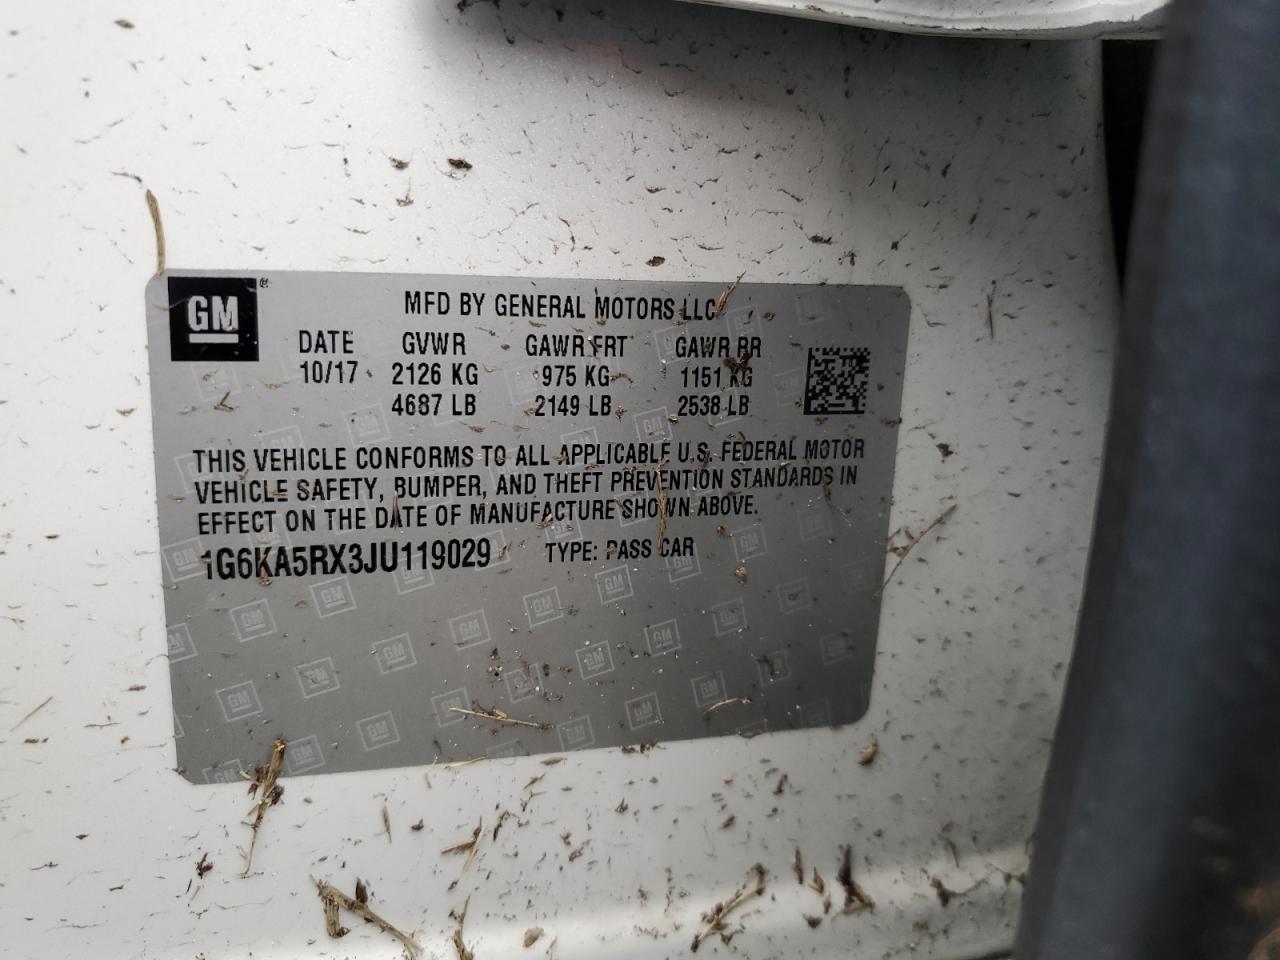 GM®
MFD BY GENERAL MOTORS LLC
DATE GVWR GAWR FRT GAWR RR
10/17 2126 KG 975 KG 1151 KG
4687 LB 2149 LB 2538 LB
THIS VEHICLE CONFORMS TO ALL APPLICABLE U.S. FEDERAL MOTOR
VEHICLE SAFETY, BUMPER, AND THEFT PREVENTION STANDARDS IN
EFFECT ON THE DATE OF MANUFACTURE SHOWN ABOVE.
1G6KA5RX3JU119029 TYPE: PASS CAR